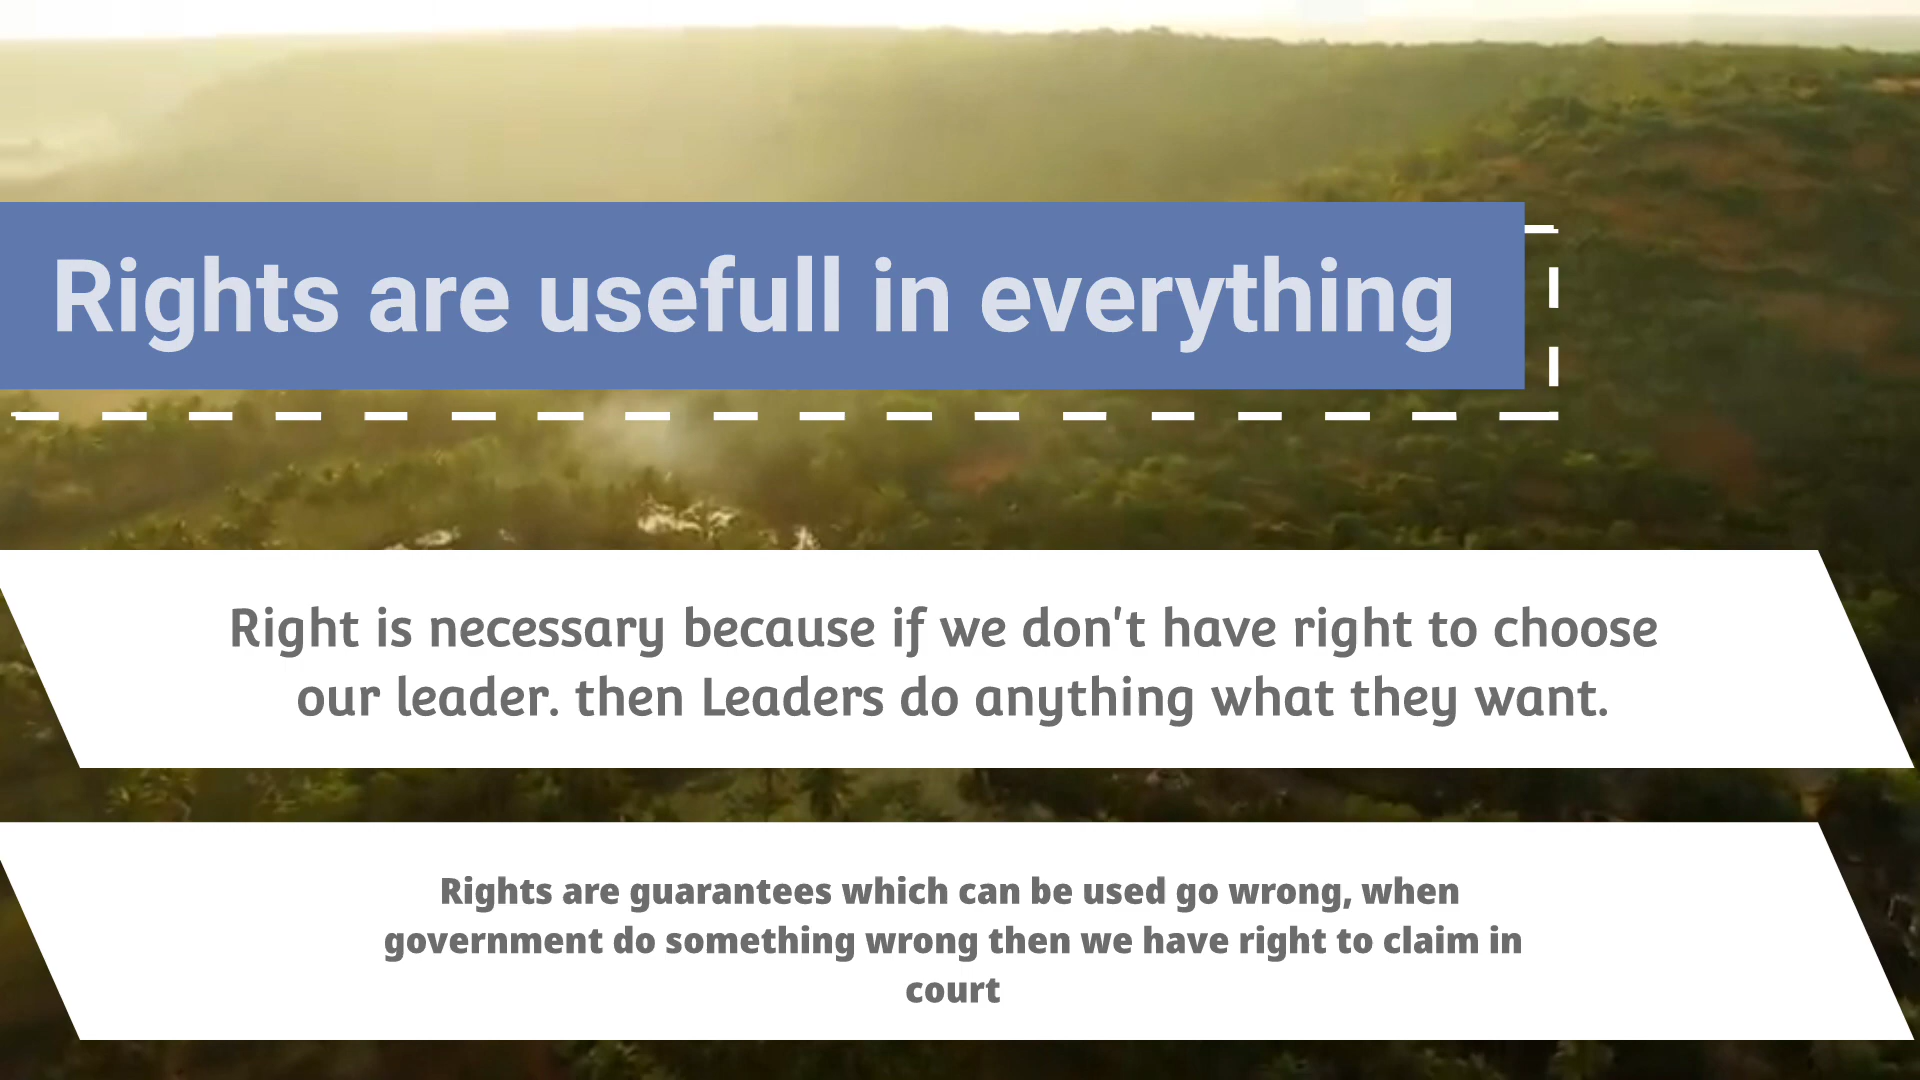 Rights are usefull in everything
Right is necessary because if we don't have right to choose
our leader. then Leaders do anything what they want.
Rights are guarantees which can be used go wrong, when
government do something wrong then we have right to claim in
court